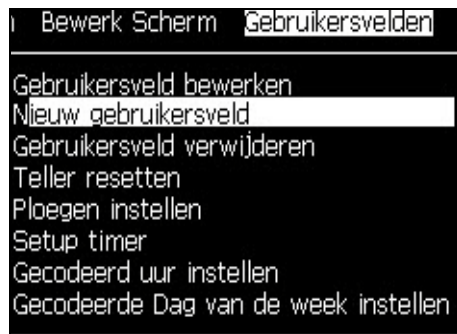 Bewerk Scherm Gebruikersvelden
Gebruikersveld bewerken
Nieuw gebruikersveld
Gebruikersveld verwijderen
Teller resetten
Ploegen instellen
Setup timer
Gecodeerd uur instellen
Gecodeerde Dag van de week instellen